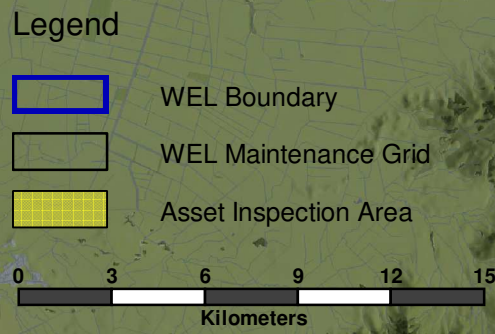 Legend
WEL Boundary
WEL Maintenance Grid
Asset Inspection Area
0 3 6 9 12 15
Kilometers